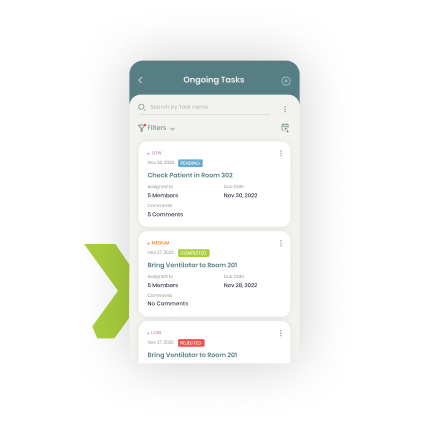 Ongoing Tasks
Search by Task name
Filters
LOW
Nov 28, 2022 PENDING
Check Patient in Room 302
Assigned to Due Date
5 Members Nov 30, 2022
Comments
5 Comments
MEDIUM
Nov 27, 2022 COMPLETED
Bring Ventilator to Room 201
Assigned to Due Date
5 Members Nov 28, 2022
Comments
No Comments
LOW
Nov 27, 2022 REJECTED
Bring Ventilator to Room 201